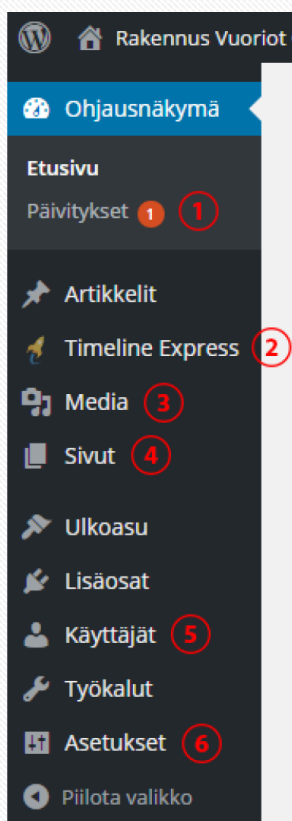 Rakennus Vuoriot
Ohjausnäkymä
Etusivu
Päivitykset 1 1
Artikkelit
Timeline Express 2
Media 3
Sivut 4
Ulkoasu
Lisäosat
Käyttäjät 5
Työkalut
Asetukset 6
Piilota valikko